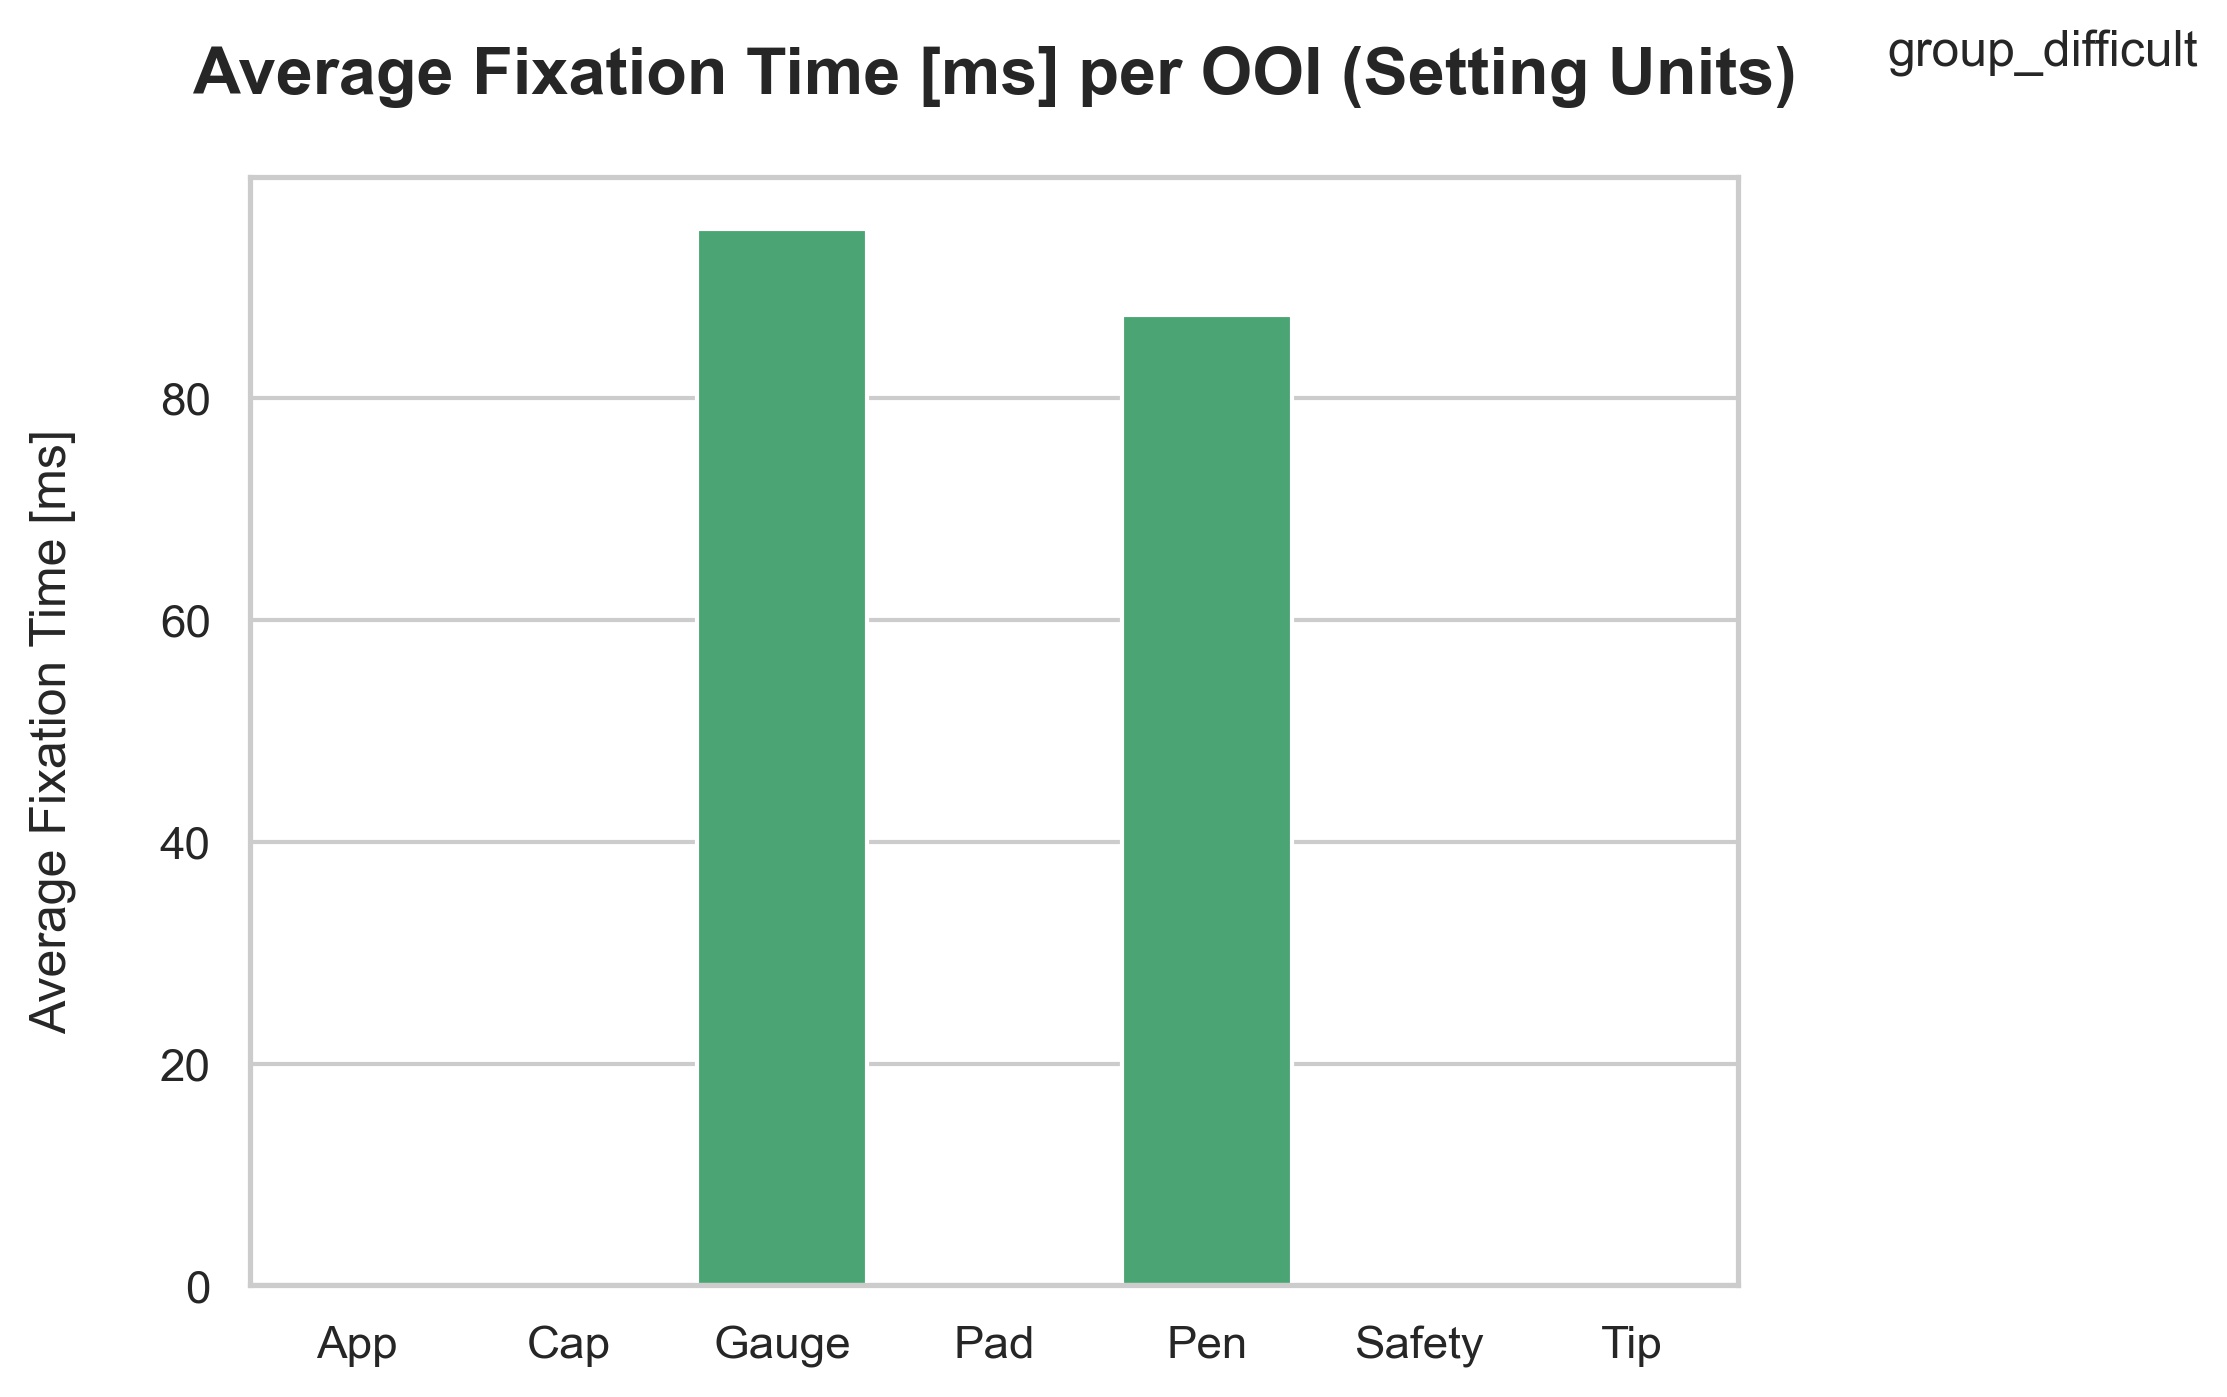 Average Fixation Time [ms] per OOI (Setting Units)
group_difficult
Average Fixation Time [ms]
80
60
40
20
0
App Cap Gauge Pad Pen Safety Tip